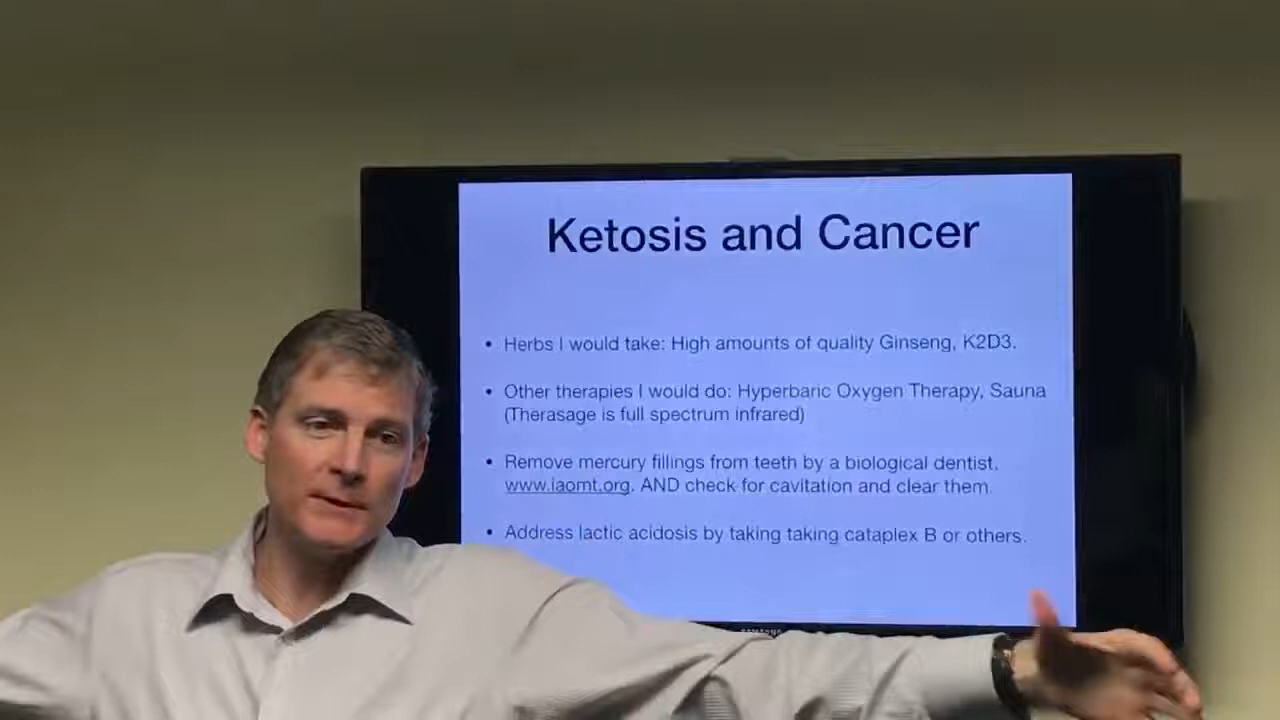 Ketosis and Cancer
• Herbs I would take: High amounts of quality Ginseng, K2D3.
• Other therapies I would do: Hyperbaric Oxygen Therapy, Sauna
(Therasage is full spectrum infrared)
• Remove mercury fillings from teeth by a biological dentist,
www.iaomt.org. AND check for cavitation and clear them.
• Address lactic acidosis by taking taking cataplex B or others.
SAMSUNG